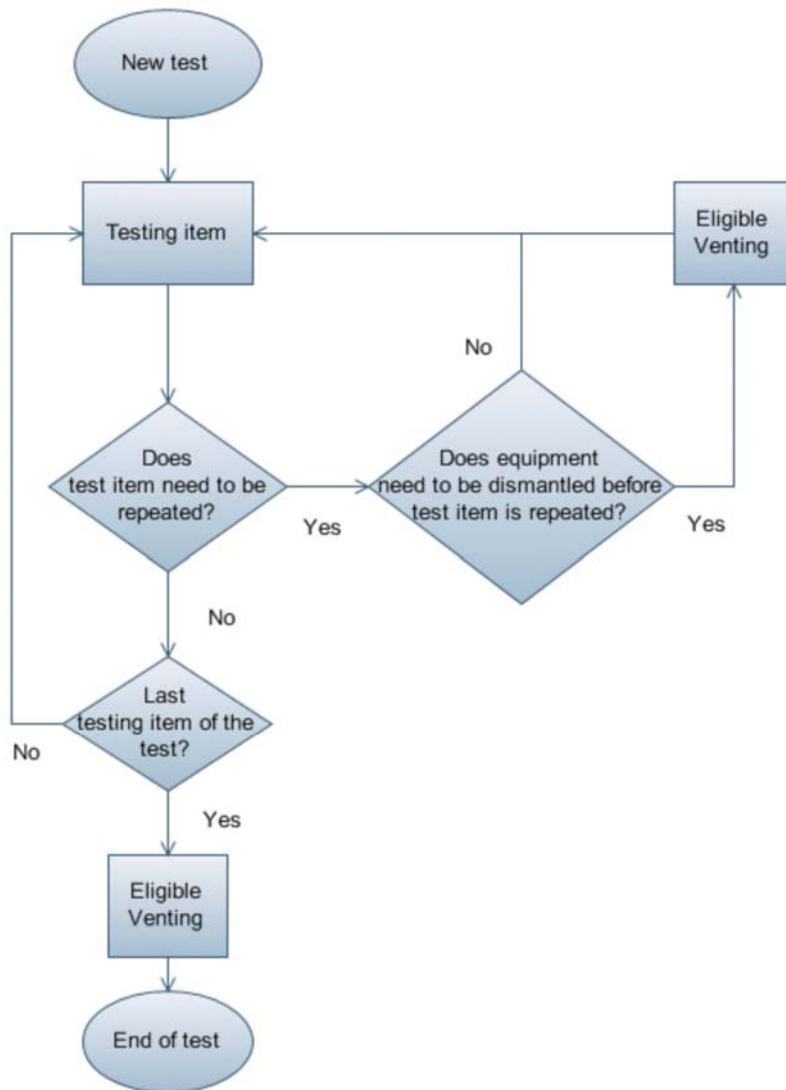 New test
Testing item
Eligible
Venting
No
Does
test item need to be
repeated?
Yes
Does equipment
need to be dismantled before
test item is repeated?
Yes
No
Last
testing item of the
test?
No
Yes
Eligible
Venting
End of test